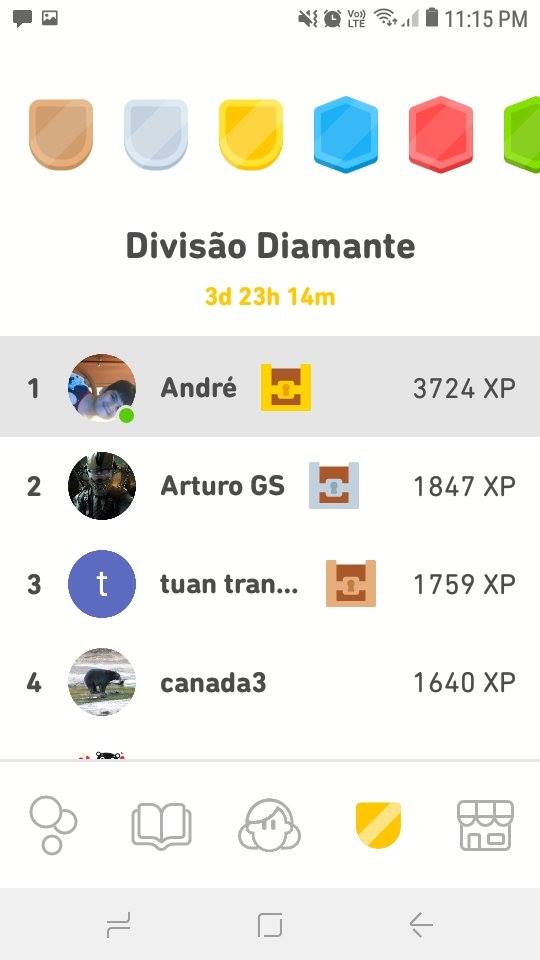 Vo)) LTE 11:15 PM
Divisão Diamante
3d 23h 14m
1 André 3724 XP
2 Arturo GS 1847 XP
3 t tuan tran... 1759 XP
4 canada3 1640 XP